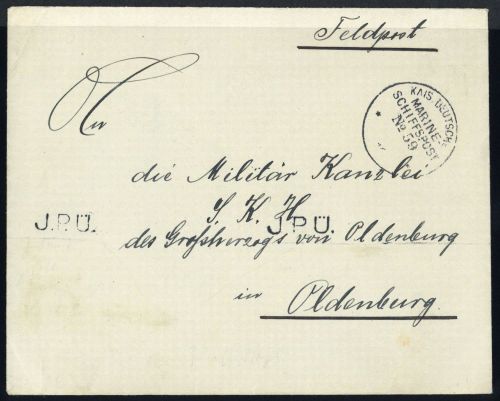 Feldpost
KAIS. DEUTSCHE
MARINE-
SCHIFFSPOST
No 59
An
die Militär Kanzlei
S. K. H.
J.P.Ü. J.P.Ü.
des Großherzogs von Oldenburg
in
Oldenburg.